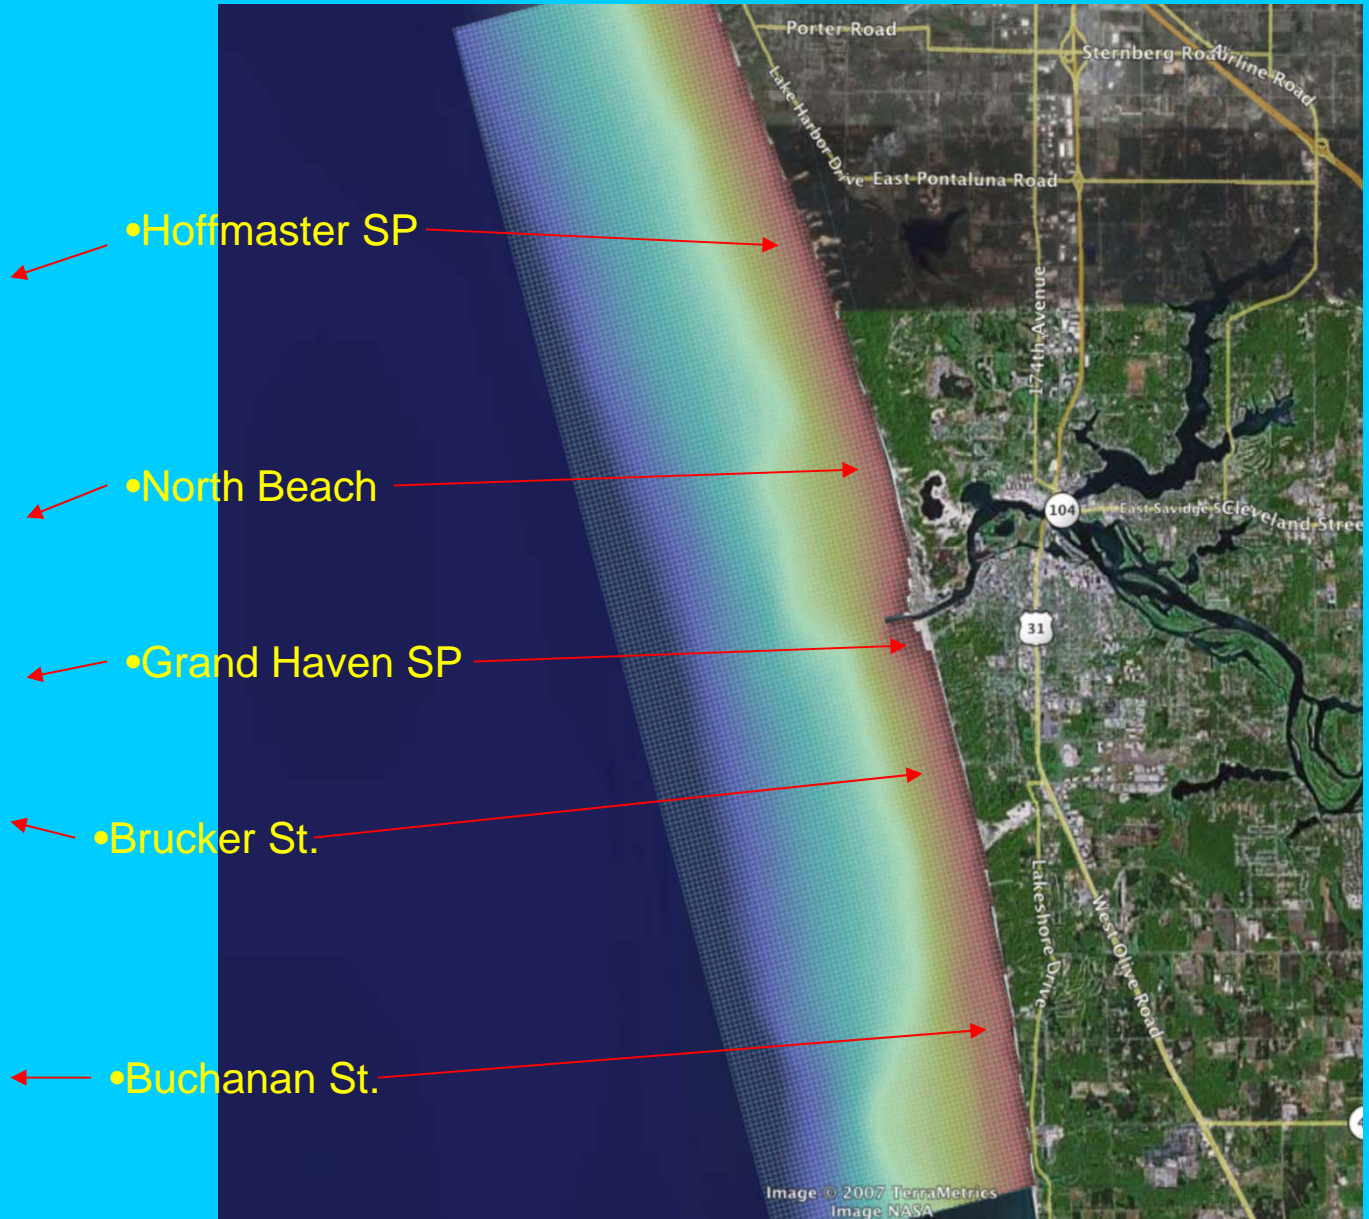 Porter Road
Sternberg Road
Airline Road
Lake Harbor Drive
East Pontaluna Road
•Hoffmaster SP
174th Avenue
•North Beach
104
East Savidge S
Cleveland Stree
31
•Grand Haven SP
•Brucker St.
Lakeshore Drive
West Olive Road
•Buchanan St.
Image © 2007 TerraMetrics
Image NASA